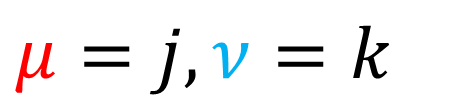 μ = j, ν = k